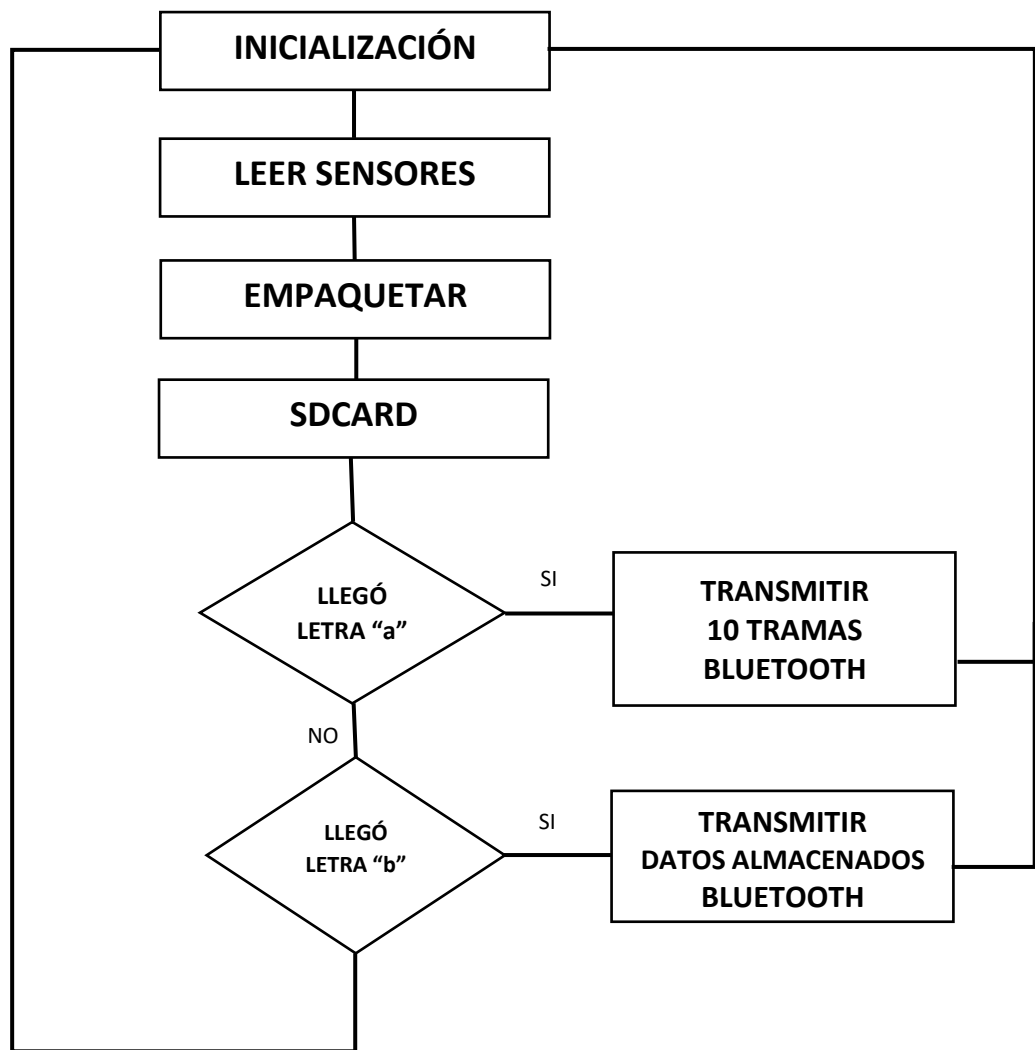 INICIALIZACIÓN
LEER SENSORES
EMPAQUETAR
SDCARD
LLEGÓ
LETRA “a”
SI
TRANSMITIR
10 TRAMAS
BLUETOOTH
NO
LLEGÓ
LETRA “b”
SI
TRANSMITIR
DATOS ALMACENADOS
BLUETOOTH